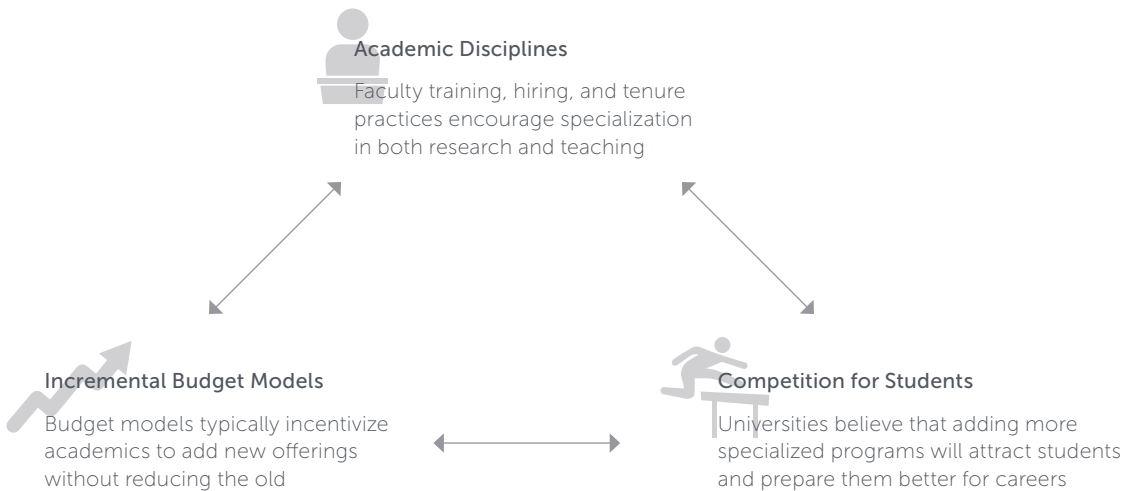 Academic Disciplines
Faculty training, hiring, and tenure
practices encourage specialization
in both research and teaching
Incremental Budget Models
Budget models typically incentivize
academics to add new offerings
without reducing the old
Competition for Students
Universities believe that adding more
specialized programs will attract students
and prepare them better for careers